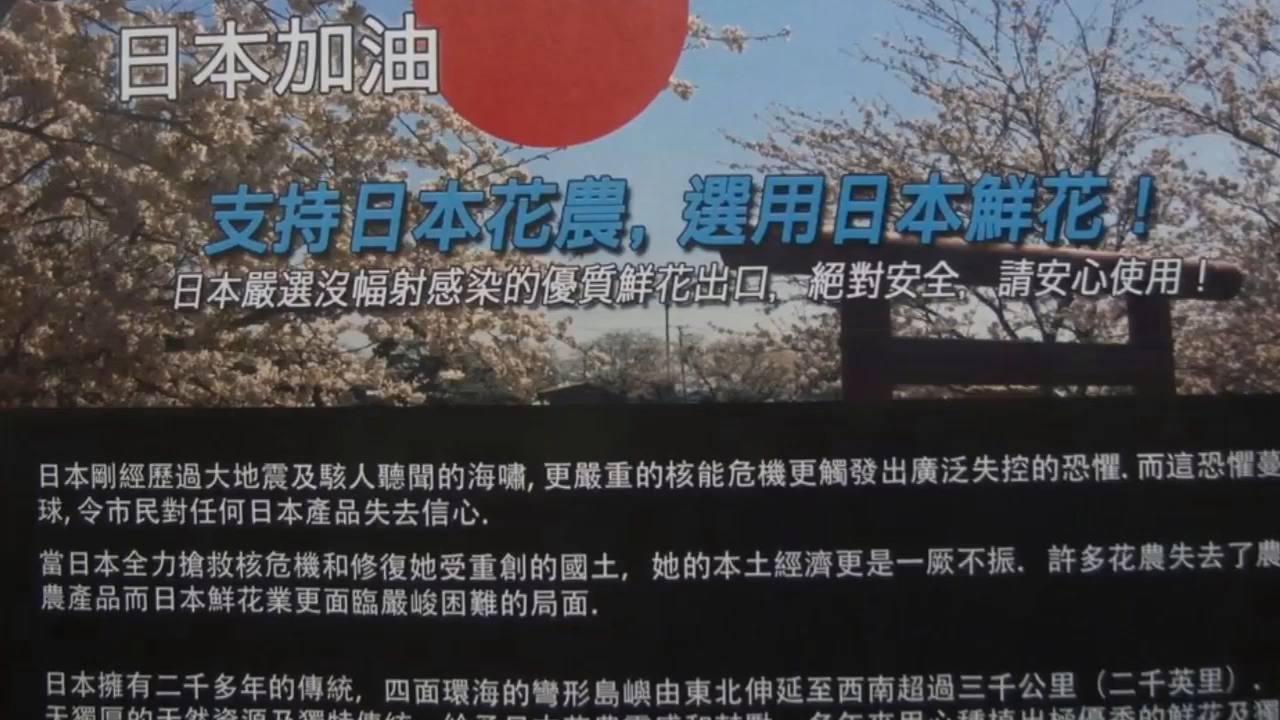 日本加油
支持日本花農, 選用日本鮮花！
日本嚴選沒幅射感染的優質鮮花出口, 絕對安全, 請安心使用！
日本剛經歷過大地震及駭人聽聞的海嘯, 更嚴重的核能危機更觸發出廣泛失控的恐懼. 而這恐懼蔓
球, 令市民對任何日本產品失去信心.
當日本全力搶救核危機和修復她受重創的國土, 她的本土經濟更是一厥不振. 許多花農失去了農
農產品而日本鮮花業更面臨嚴峻困難的局面.
日本擁有二千多年的傳統, 四面環海的彎形島嶼由東北伸延至西南超過三千公里（二千英里）.